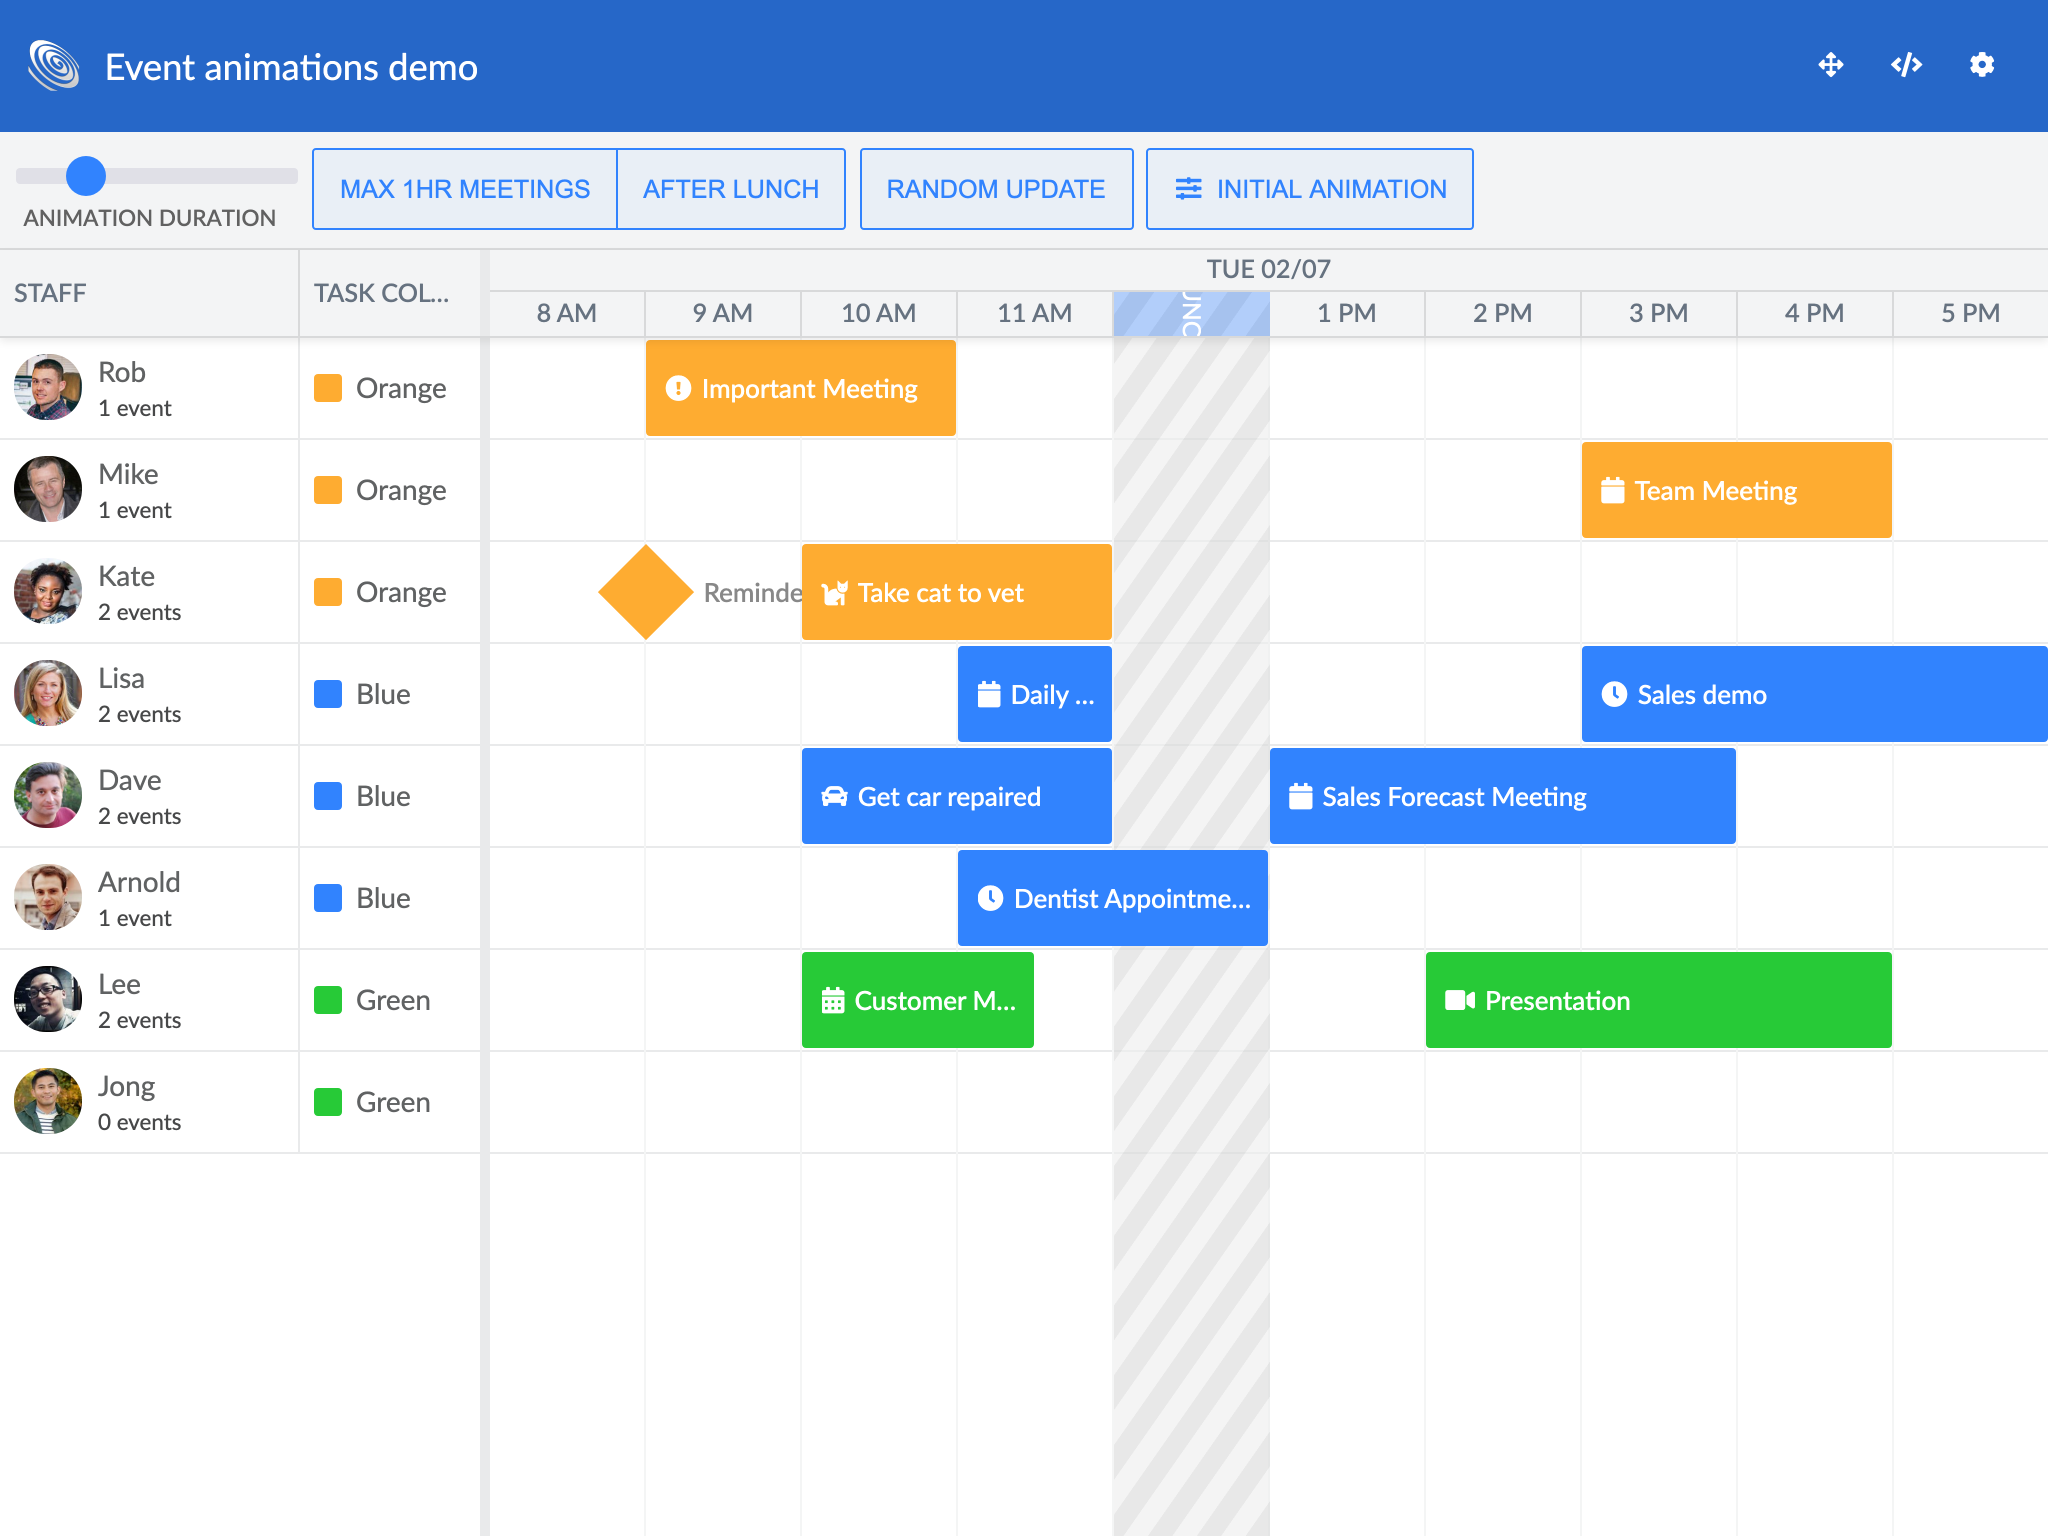 Event animations demo
ANIMATION DURATION
MAX 1HR MEETINGS
AFTER LUNCH
RANDOM UPDATE
INITIAL ANIMATION
STAFF
TASK COL...
TUE 02/07
8 AM
9 AM
10 AM
11 AM
UNC
1 PM
2 PM
3 PM
4 PM
5 PM
Rob
1 event
Orange
Important Meeting
Mike
1 event
Orange
Team Meeting
Kate
2 events
Orange
Reminde
Take cat to vet
Lisa
2 events
Blue
Daily ...
Sales demo
Dave
2 events
Blue
Get car repaired
Sales Forecast Meeting
Arnold
1 event
Blue
Dentist Appointme...
Lee
2 events
Green
Customer M...
Presentation
Jong
0 events
Green